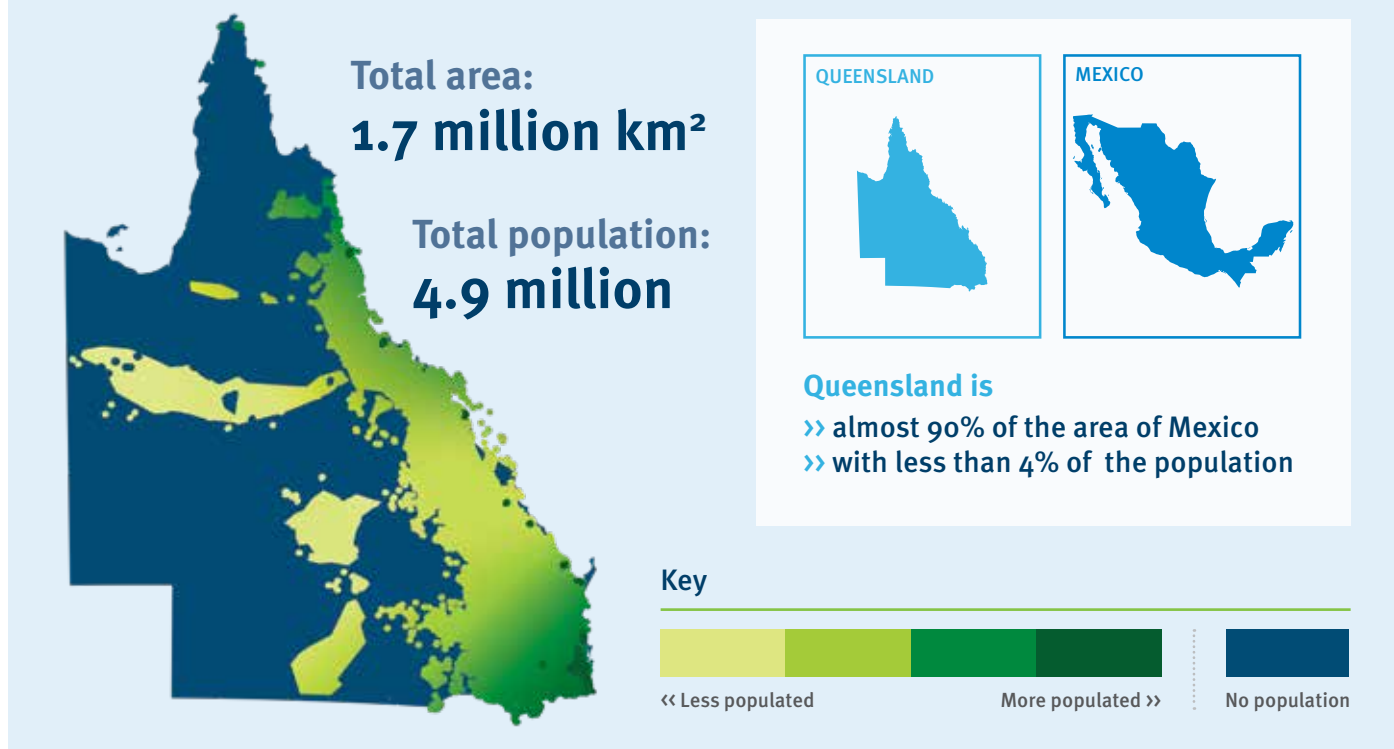 Total area:
1.7 million km²
Total population:
4.9 million
QUEENSLAND
MEXICO
Queensland is
>> almost 90% of the area of Mexico
>> with less than 4% of the population
Key
<< Less populated
More populated >>
No population